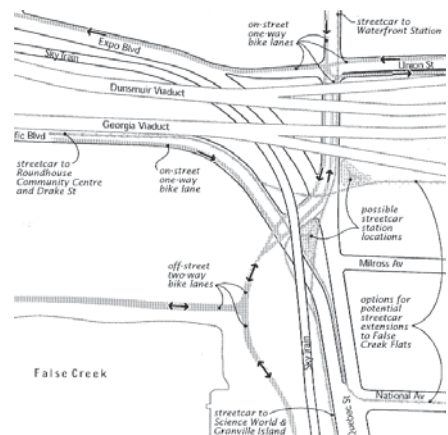 on-street
one-way
bike lanes
streetcar to
Waterfront Station
Expo Blvd
SkyTrain
Union St
Dunsmuir Viaduct
Georgia Viaduct
fic Blvd
streetcar to
Roundhouse
Community Centre
and Drake St
on-street
one-way
bike lane
possible
streetcar
station
locations
Milross Av
off-street
two-way
bike lanes
options for
potential
streetcar
extensions
to False
Creek Flats
False Creek
SkyTrain
National Av
Quebec St
streetcar to
Science World &
Granville Island